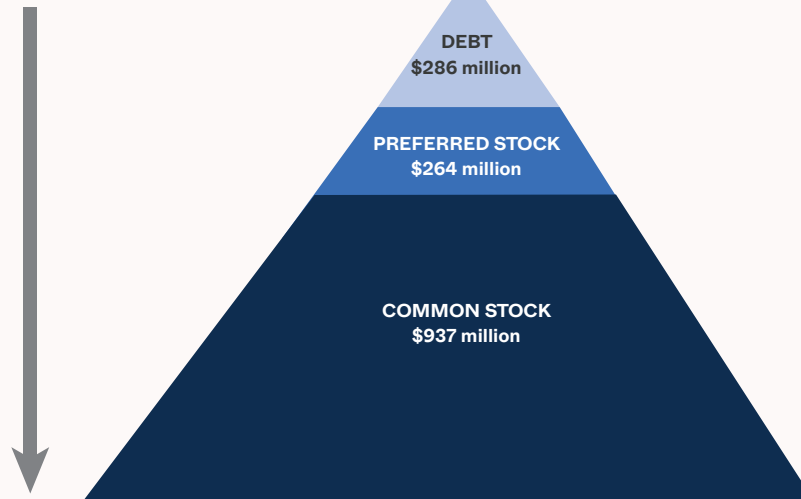 DEBT
$286 million
PREFERRED STOCK
$264 million
COMMON STOCK
$937 million